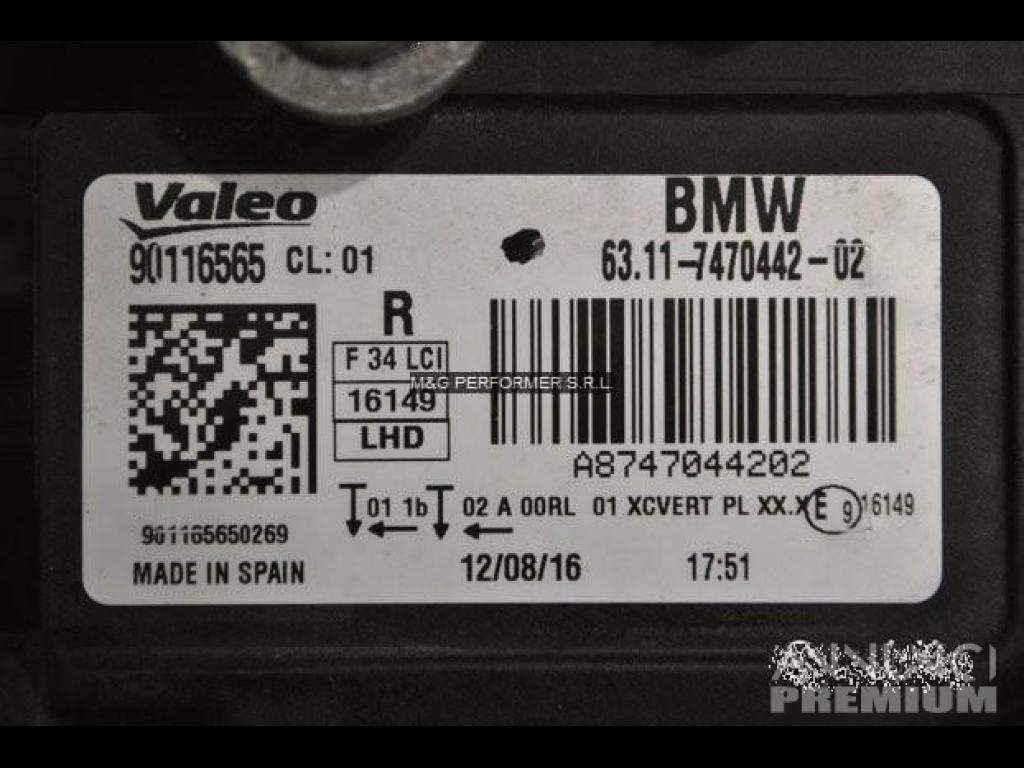 Valeo
90116565 CL: 01
BMW
63.11-7470442-02
R
F 34 LCI
M&G PERFORMER S.R.L.
16149
LHD
A8747044202
01 1b 02 A 00RL 01 XCVERT PL XX.X E 9 16149
901165650269
MADE IN SPAIN 12/08/16 17:51
PREMIUM